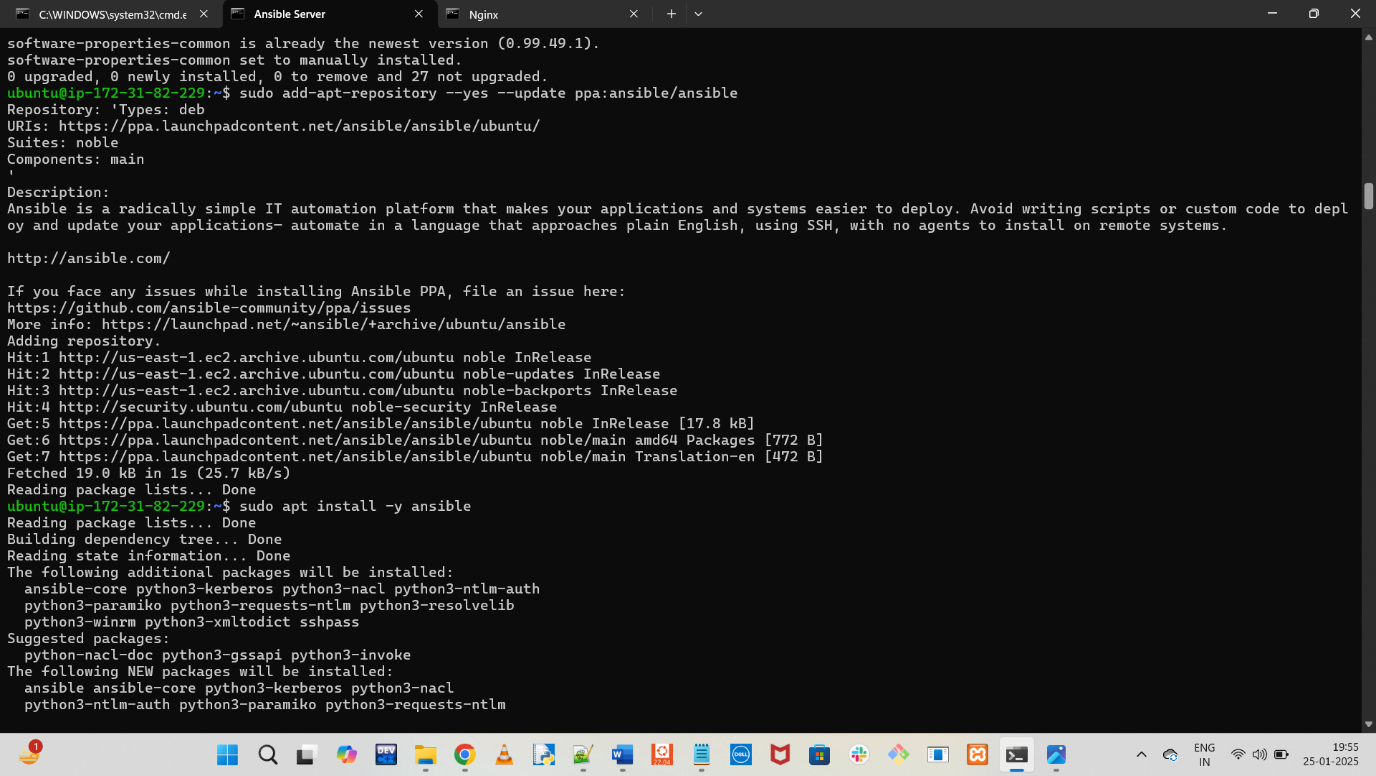 C:\WINDOWS\system32\cmd.e
Ansible Server
Nginx
software-properties-common is already the newest version (0.99.49.1).
software-properties-common set to manually installed.
0 upgraded, 0 newly installed, 0 to remove and 27 not upgraded.
ubuntu@ip-172-31-82-229:~$ sudo add-apt-repository --yes --update ppa:ansible/ansible
Repository: 'Types: deb
URIs: https://ppa.launchpadcontent.net/ansible/ansible/ubuntu/
Suites: noble
Components: main
'
Description:
Ansible is a radically simple IT automation platform that makes your applications and systems easier to deploy. Avoid writing scripts or custom code to depl
oy and update your applications- automate in a language that approaches plain English, using SSH, with no agents to install on remote systems.
http://ansible.com/
If you face any issues while installing Ansible PPA, file an issue here:
https://github.com/ansible-community/ppa/issues
More info: https://launchpad.net/~ansible/+archive/ubuntu/ansible
Adding repository.
Hit:1 http://us-east-1.ec2.archive.ubuntu.com/ubuntu noble InRelease
Hit:2 http://us-east-1.ec2.archive.ubuntu.com/ubuntu noble-updates InRelease
Hit:3 http://us-east-1.ec2.archive.ubuntu.com/ubuntu noble-backports InRelease
Hit:4 http://security.ubuntu.com/ubuntu noble-security InRelease
Get:5 https://ppa.launchpadcontent.net/ansible/ansible/ubuntu noble InRelease [17.8 kB]
Get:6 https://ppa.launchpadcontent.net/ansible/ansible/ubuntu noble/main amd64 Packages [772 B]
Get:7 https://ppa.launchpadcontent.net/ansible/ansible/ubuntu noble/main Translation-en [472 B]
Fetched 19.0 kB in 1s (25.7 kB/s)
Reading package lists... Done
ubuntu@ip-172-31-82-229:~$ sudo apt install -y ansible
Reading package lists... Done
Building dependency tree... Done
Reading state information... Done
The following additional packages will be installed:
ansible-core python3-kerberos python3-nacl python3-ntlm-auth
python3-paramiko python3-requests-ntlm python3-resolvelib
python3-winrm python3-xmltodict sshpass
Suggested packages:
python-nacl-doc python3-gssapi python3-invoke
The following NEW packages will be installed:
ansible ansible-core python3-kerberos python3-nacl
python3-ntlm-auth python3-paramiko python3-requests-ntlm
1
DEV
22.04
DELL
ENG
IN
19:55
25-01-2025